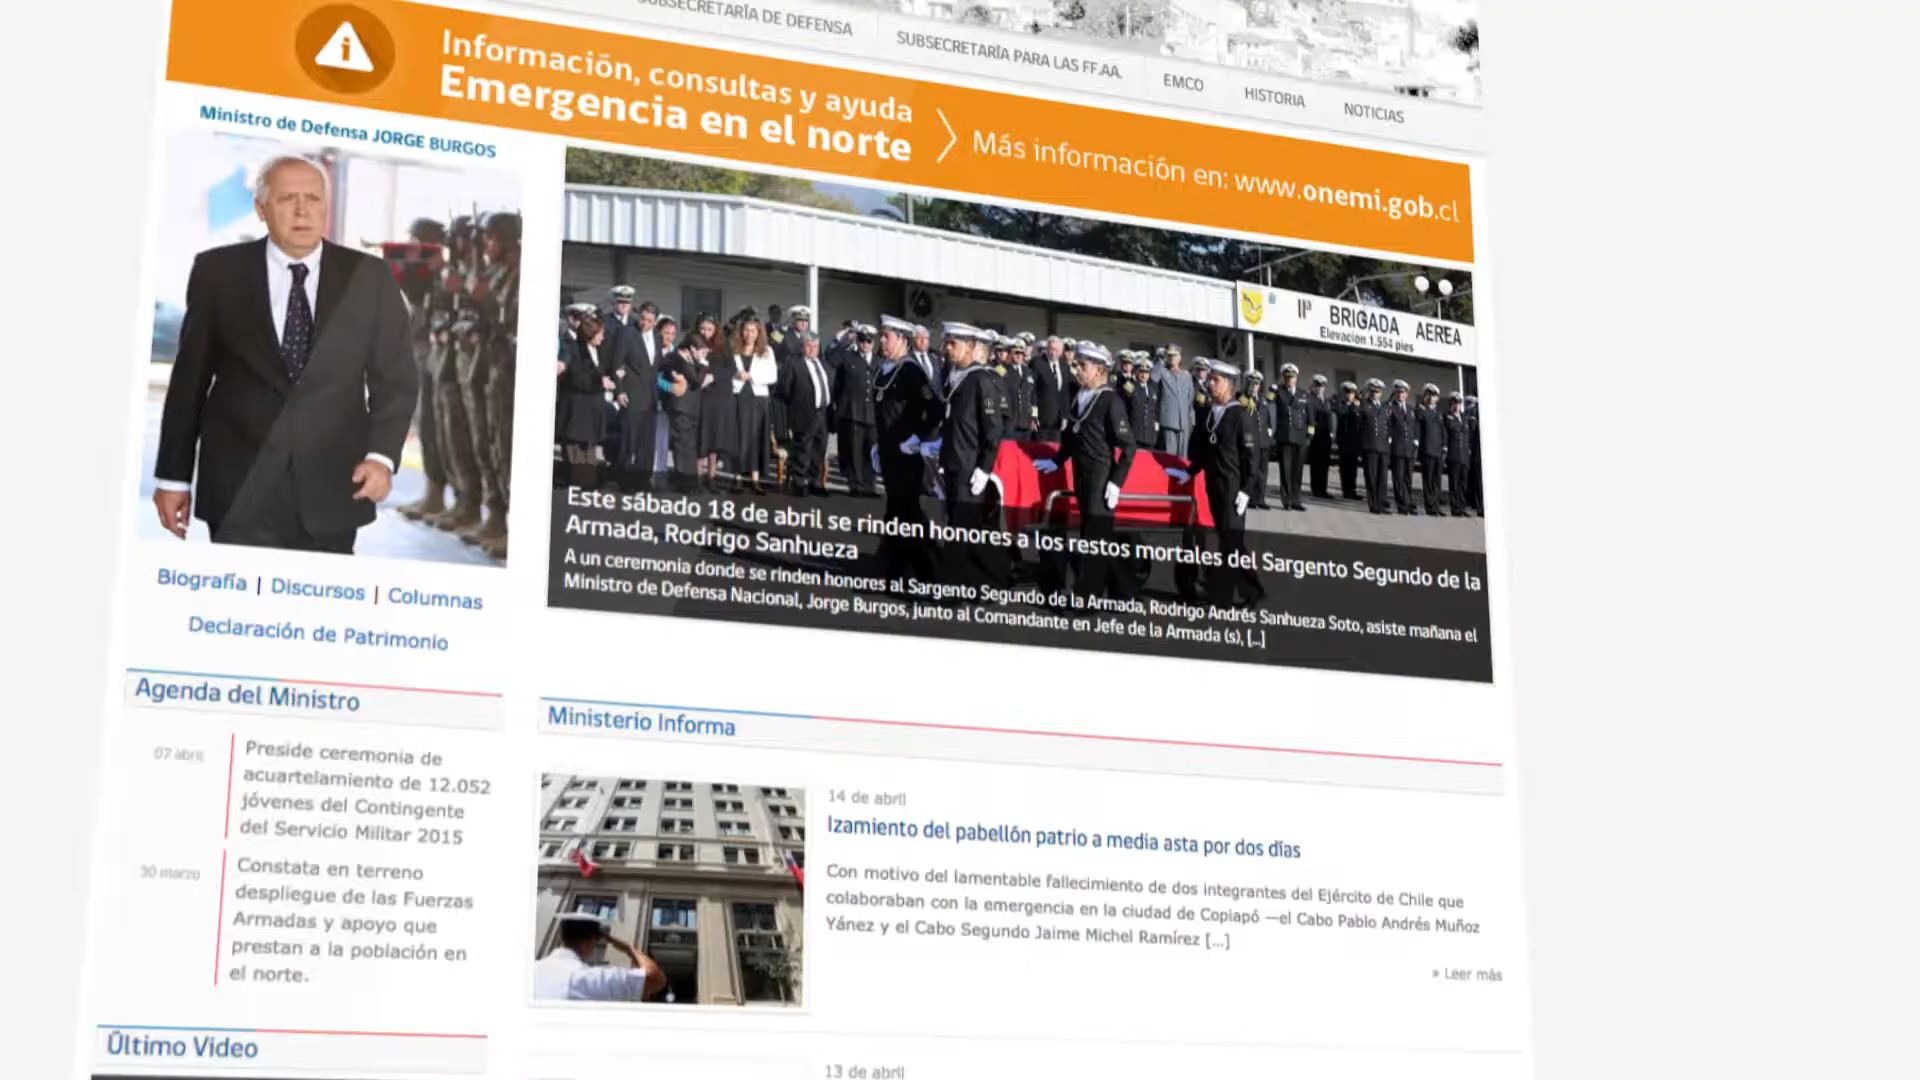 SUBSECRETARÍA DE DEFENSA
SUBSECRETARÍA PARA LAS FF.AA.
EMCO
HISTORIA
NOTICIAS
Información, consultas y ayuda
Emergencia en el norte
Más información en: www.onemi.gob.cl
Ministro de Defensa JORGE BURGOS
IIª BRIGADA AEREA
Elevación 1.554 pies
Este sábado 18 de abril se rinden honores a los restos mortales del Sargento Segundo de la
Armada, Rodrigo Sanhueza
A un ceremonia donde se rinden honores al Sargento Segundo de la Armada, Rodrigo Andrés Sanhueza Soto, asiste mañana el
Ministro de Defensa Nacional, Jorge Burgos, junto al Comandante en Jefe de la Armada (s), [...]
Biografía | Discursos | Columnas
Declaración de Patrimonio
Agenda del Ministro
07 abril
Preside ceremonia de
acuartelamiento de 12.052
jóvenes del Contingente
del Servicio Militar 2015
30 marzo
Constata en terreno
despliegue de las Fuerzas
Armadas y apoyo que
prestan a la población en
el norte.
Último Video
Ministerio Informa
14 de abril
Izamiento del pabellón patrio a media asta por dos días
Con motivo del lamentable fallecimiento de dos integrantes del Ejército de Chile que
colaboraban con la emergencia en la ciudad de Copiapó —el Cabo Pablo Andrés Muñoz
Yánez y el Cabo Segundo Jaime Michel Ramírez [...]
» Leer más
13 de abril